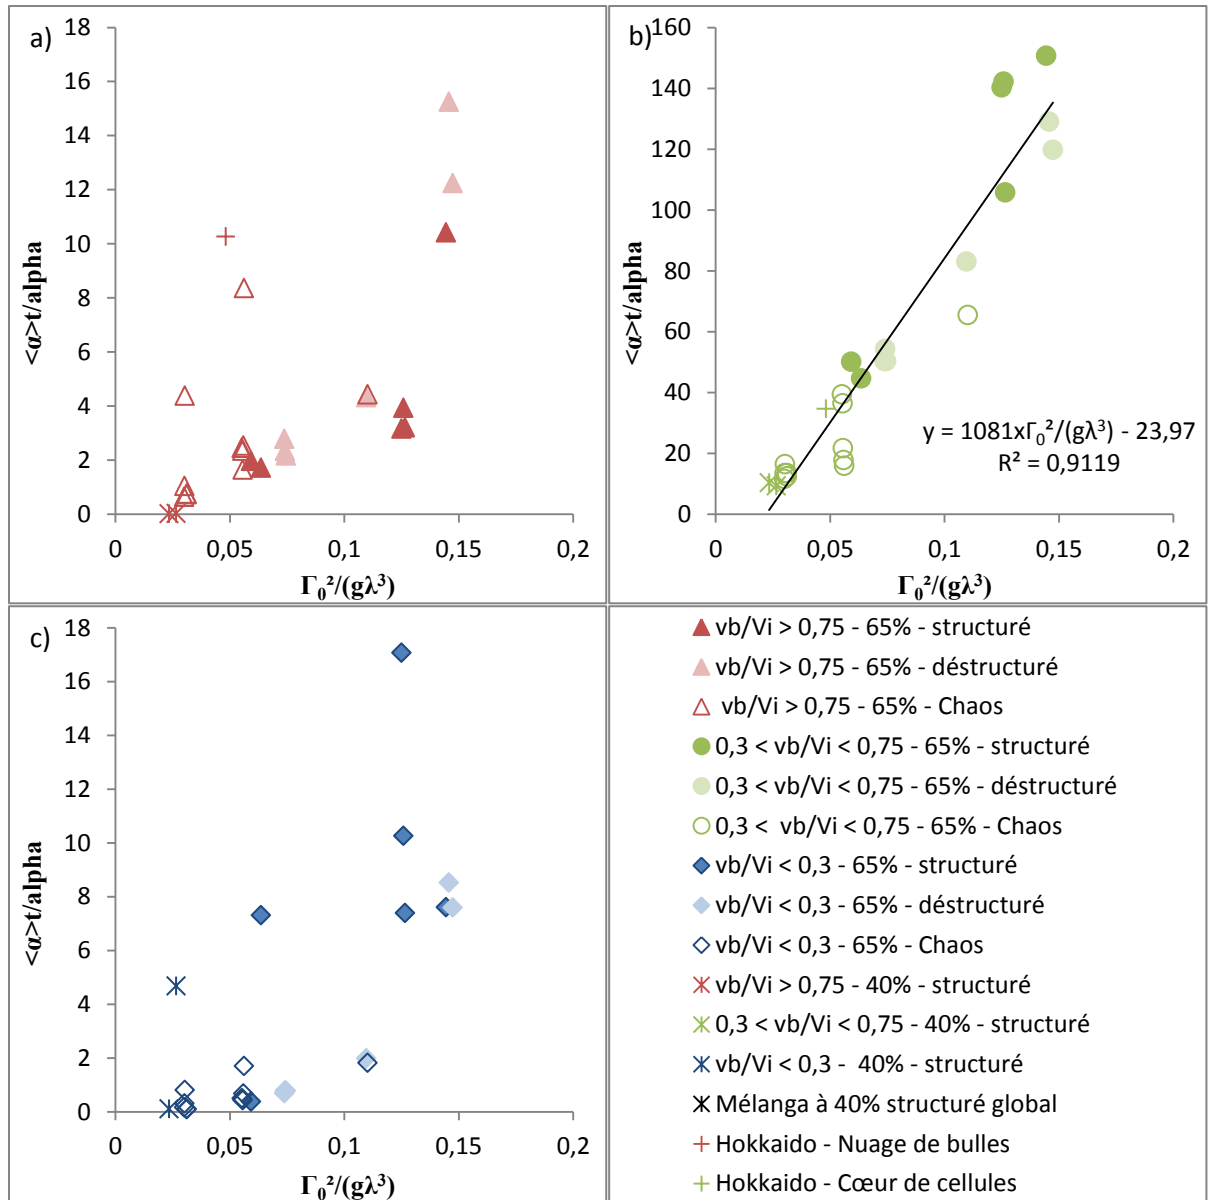 a)
18
16
14
12
10
8
6
4
2
0
<α>t/alpha
0 0,05 0,1 0,15 0,2
Γ₀²/(gλ³)
b)
160
140
120
100
80
60
40
20
0
<α>t/alpha
y = 1081xΓ₀²/(gλ³) - 23,97
R² = 0,9119
0 0,05 0,1 0,15 0,2
Γ₀²/(gλ³)
c)
18
16
14
12
10
8
6
4
2
0
<α>t/alpha
0 0,05 0,1 0,15 0,2
Γ₀²/(gλ³)
vb/Vi > 0,75 - 65% - structuré
vb/Vi > 0,75 - 65% - déstructuré
vb/Vi > 0,75 - 65% - Chaos
0,3 < vb/Vi < 0,75 - 65% - structuré
0,3 < vb/Vi < 0,75 - 65% - déstructuré
0,3 < vb/Vi < 0,75 - 65% - Chaos
vb/Vi < 0,3 - 65% - structuré
vb/Vi < 0,3 - 65% - déstructuré
vb/Vi < 0,3 - 65% - Chaos
vb/Vi > 0,75 - 40% - structuré
0,3 < vb/Vi < 0,75 - 40% - structuré
vb/Vi < 0,3 - 40% - structuré
Mélanga à 40% structuré global
Hokkaido - Nuage de bulles
Hokkaido - Cœur de cellules